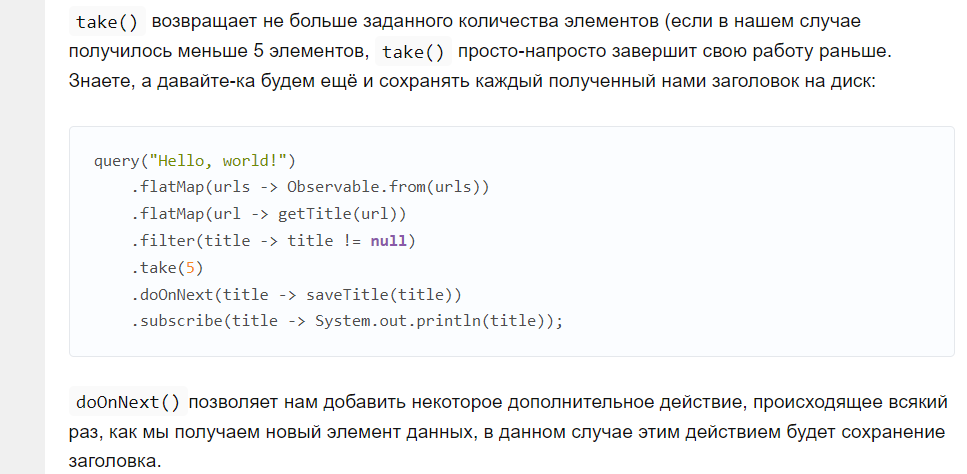 take() возвращает не больше заданного количества элементов (если в нашем случае
получилось меньше 5 элементов, take() просто-напросто завершит свою работу раньше.
Знаете, а давайте-ка будем ещё и сохранять каждый полученный нами заголовок на диск:
query("Hello, world!")
    .flatMap(urls -> Observable.from(urls))
    .flatMap(url -> getTitle(url))
    .filter(title -> title != null)
    .take(5)
    .doOnNext(title -> saveTitle(title))
    .subscribe(title -> System.out.println(title));
doOnNext() позволяет нам добавить некоторое дополнительное действие, происходящее всякий
раз, как мы получаем новый элемент данных, в данном случае этим действием будет сохранение
заголовка.